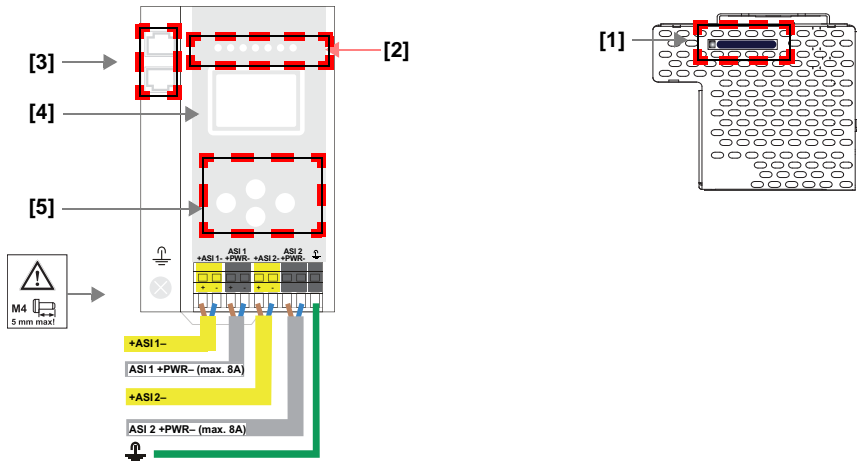 [3]
[2]
[1]
[4]
[5]
ASI 1
ASI 2
+ASI 1-
+PWR-
+ASI 2-
+PWR-
+ - + - + -
M4
5 mm max!
+ASI 1–
ASI 1 +PWR– (max. 8A)
+ASI 2–
ASI 2 +PWR– (max. 8A)